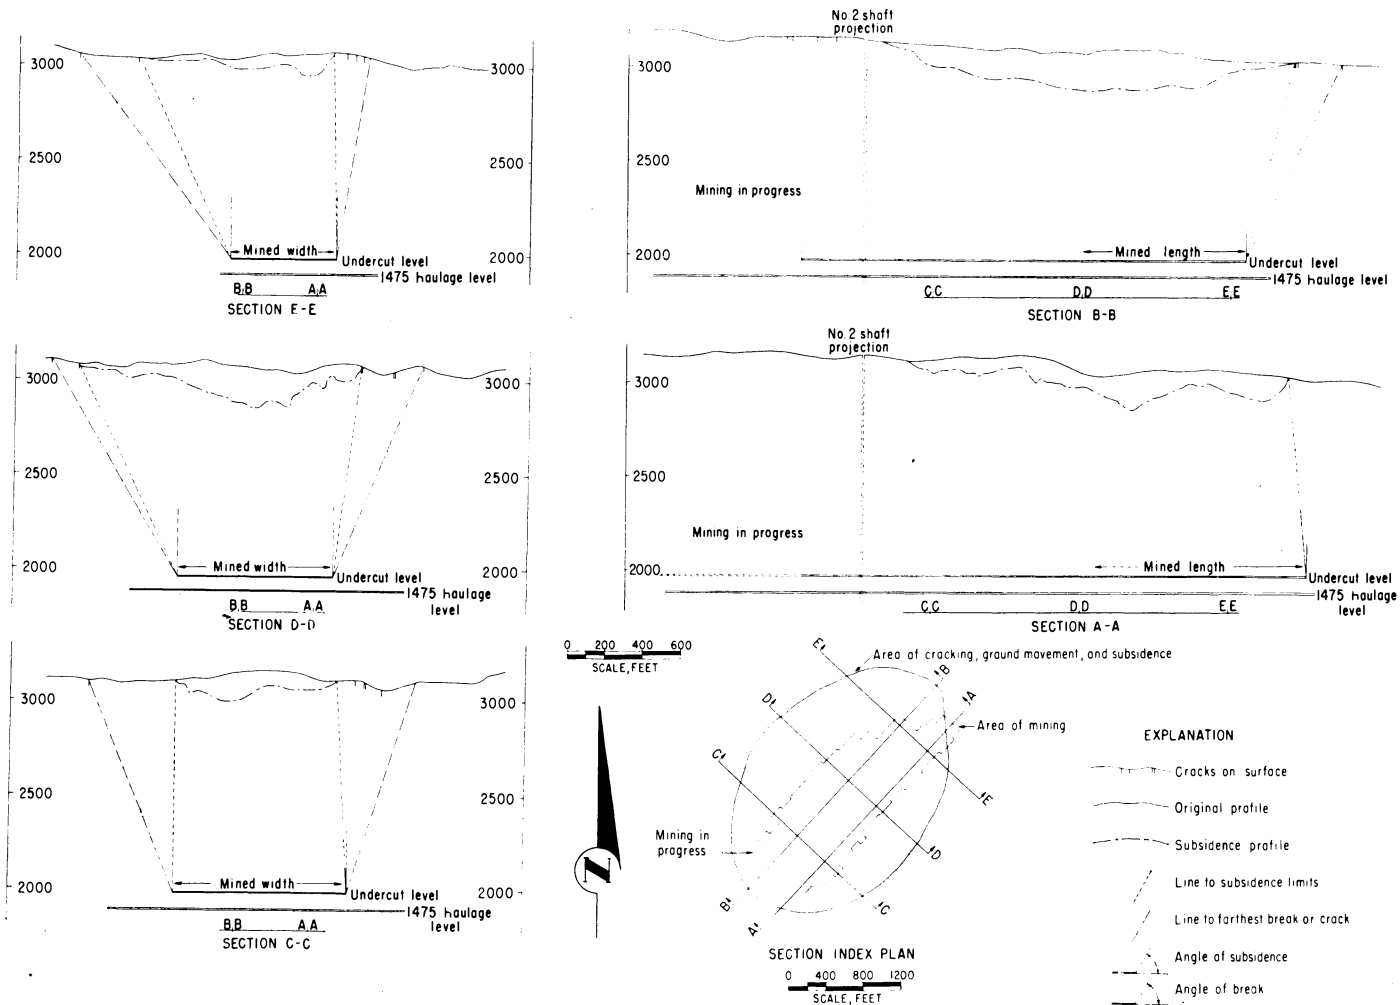 3000
2500
2000
3000
2500
2000
Mined width
Undercut level
1475 haulage level
B,B
A,A
SECTION E-E
No. 2 shaft
projection
3000
2500
2000
Mining in progress
Mined length
Undercut level
1475 haulage level
C,C
D,D
E,E
SECTION B-B
3000
2500
2000
3000
2500
2000
Mined width
Undercut level
1475 haulage
level
B,B
A,A
SECTION D-D
No. 2 shaft
projection
3000
2500
2000
Mining in progress
Mined length
Undercut level
1475 haulage
level
C,C
D,D
E,E
SECTION A-A
3000
2500
2000
3000
2500
2000
Mined width
Undercut level
1475 haulage
level
B,B
A,A
SECTION C-C
0 200 400 600
SCALE, FEET
N
Area of cracking, ground movement, and subsidence
E
B
D
A
Area of mining
C
E
Mining in
progress
D
B
C
A
SECTION INDEX PLAN
0 400 800 1200
SCALE, FEET
EXPLANATION
Cracks on surface
Original profile
Subsidence profile
Line to subsidence limits
Line to farthest break or crack
Angle of subsidence
Angle of break